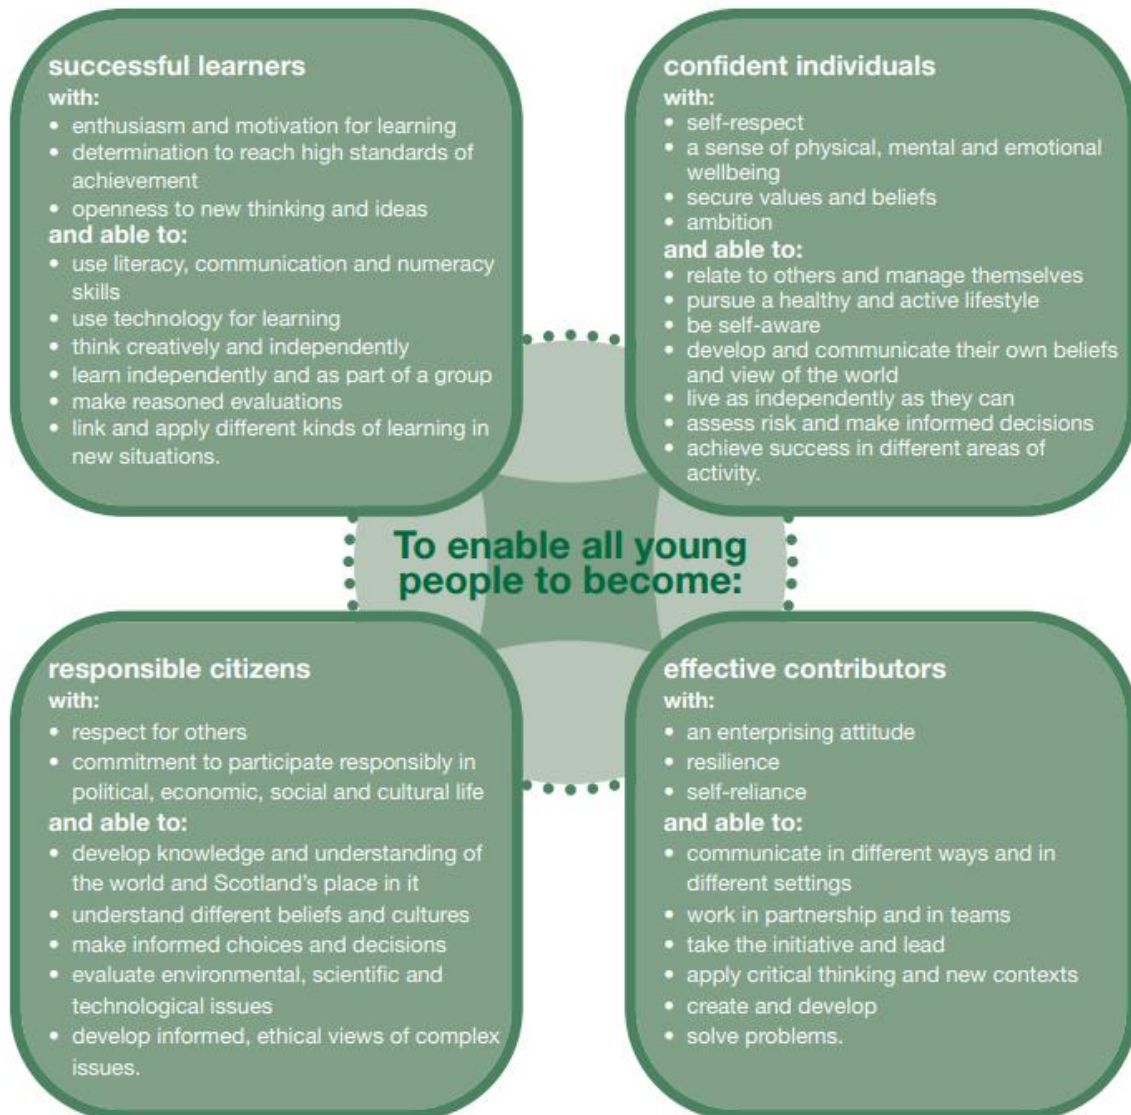 successful learners
with:
• enthusiasm and motivation for learning
• determination to reach high standards of
achievement
• openness to new thinking and ideas
and able to:
• use literacy, communication and numeracy
skills
• use technology for learning
• think creatively and independently
• learn independently and as part of a group
• make reasoned evaluations
• link and apply different kinds of learning in
new situations.
confident individuals
with:
• self-respect
• a sense of physical, mental and emotional
wellbeing
• secure values and beliefs
• ambition
and able to:
• relate to others and manage themselves
• pursue a healthy and active lifestyle
• be self-aware
• develop and communicate their own beliefs
and view of the world
• live as independently as they can
• assess risk and make informed decisions
• achieve success in different areas of
activity.
To enable all young
people to become:
responsible citizens
with:
• respect for others
• commitment to participate responsibly in
political, economic, social and cultural life
and able to:
• develop knowledge and understanding of
the world and Scotland's place in it
• understand different beliefs and cultures
• make informed choices and decisions
• evaluate environmental, scientific and
technological issues
• develop informed, ethical views of complex
issues.
effective contributors
with:
• an enterprising attitude
• resilience
• self-reliance
and able to:
• communicate in different ways and in
different settings
• work in partnership and in teams
• take the initiative and lead
• apply critical thinking and new contexts
• create and develop
• solve problems.